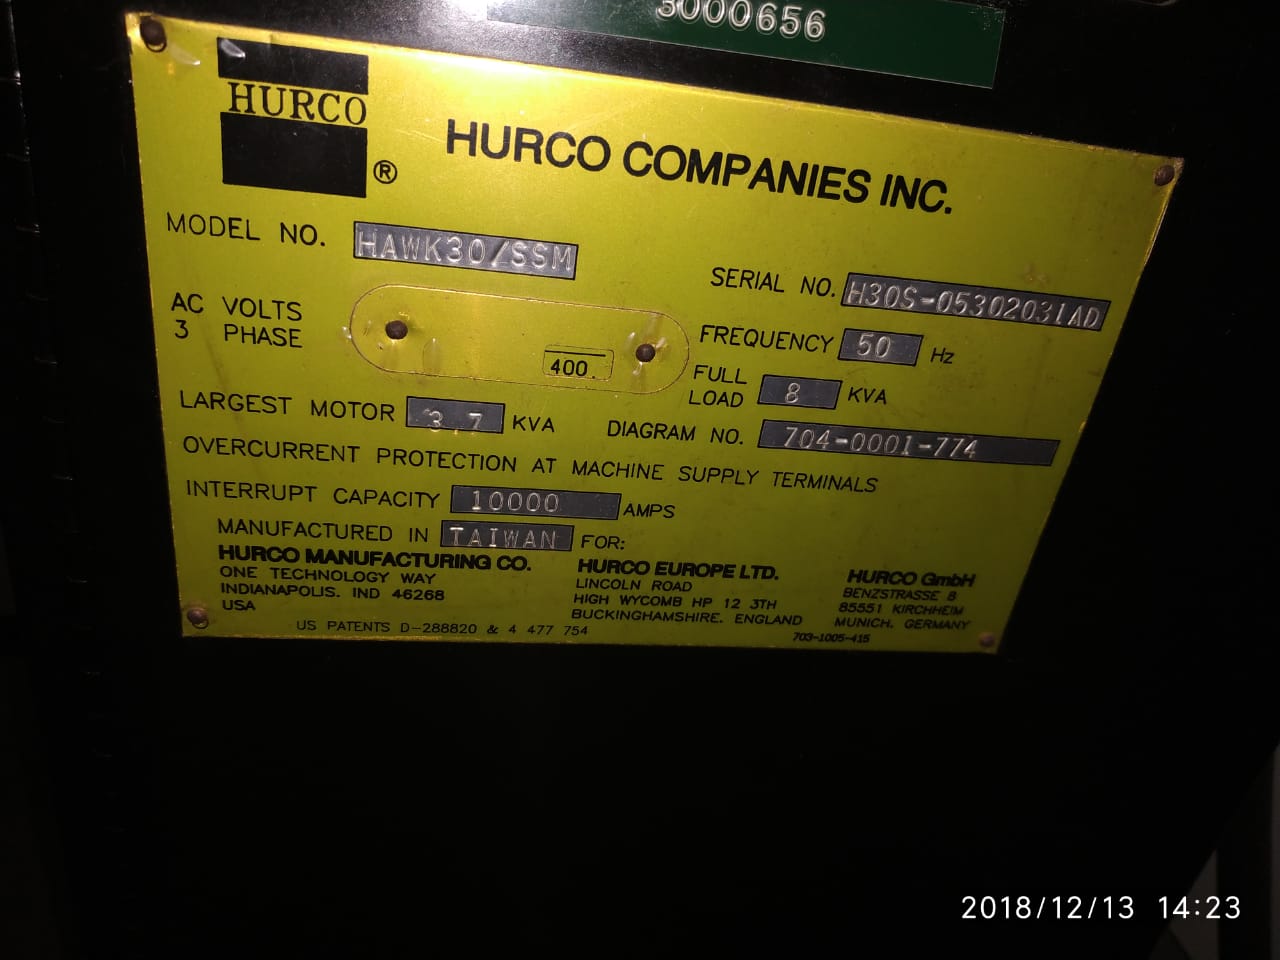 3000656
HURCO
®
HURCO COMPANIES INC.
MODEL NO. HAWK30/SSM
SERIAL NO. H30S-05302031AD
AC VOLTS
3 PHASE
400
FREQUENCY 50 Hz
FULL
LOAD 8 KVA
LARGEST MOTOR 3.7 KVA
DIAGRAM NO. 704-0001-774
OVERCURRENT PROTECTION AT MACHINE SUPPLY TERMINALS
INTERRUPT CAPACITY 10000 AMPS
MANUFACTURED IN TAIWAN FOR:
HURCO MANUFACTURING CO.
ONE TECHNOLOGY WAY
INDIANAPOLIS. IND 46268
USA
HURCO EUROPE LTD.
LINCOLN ROAD
HIGH WYCOMB HP 12 3TH
BUCKINGHAMSHIRE. ENGLAND
HURCO GmbH
BENZSTRASSE 8
85551 KIRCHHEIM
MUNICH. GERMANY
US PATENTS D-288820 & 4 477 754
703-1005-415
2018/12/13 14:23